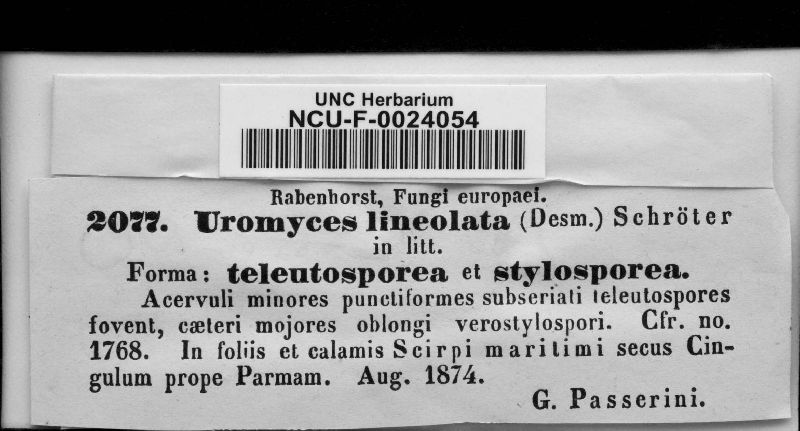 UNC Herbarium
NCU-F-0024054
Rabenhorst, Fungi europaei.
2077. Uromyces lineolata (Desm.) Schröter
in litt.
Forma: teleutosporea et stylosporea.
Acervuli minores punctiformes subseriati teleutospores
fovent, cæteri mojores oblongi verostylospori. Cfr. no.
1768. In foliis et calamis Scirpi maritimi secus Cin-
gulum prope Parmam. Aug. 1874.
G. Passerini.